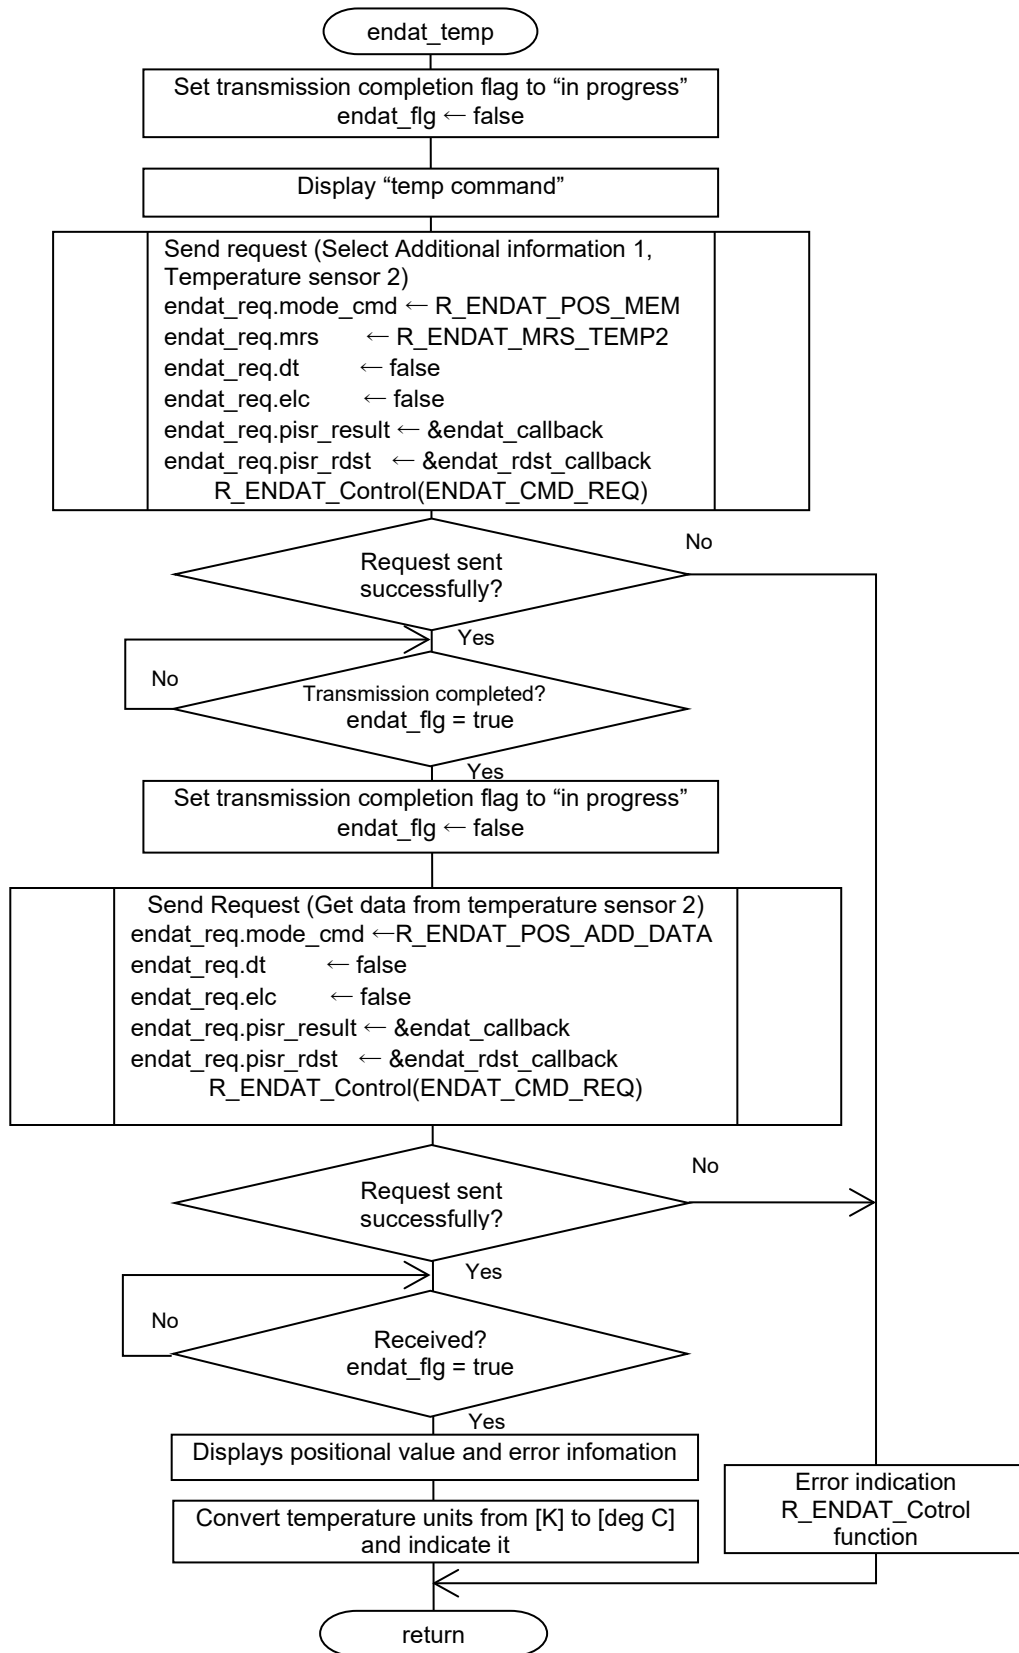 endat_temp
Set transmission completion flag to “in progress”
endat_flg ← false
Display “temp command”
Send request (Select Additional information 1,
Temperature sensor 2)
endat_req.mode_cmd ← R_ENDAT_POS_MEM
endat_req.mrs ← R_ENDAT_MRS_TEMP2
endat_req.dt ← false
endat_req.elc ← false
endat_req.pisr_result ← &endat_callback
endat_req.pisr_rdst ← &endat_rdst_callback
R_ENDAT_Control(ENDAT_CMD_REQ)
No
Request sent
successfully?
Yes
No
Transmission completed?
endat_flg = true
Yes
Set transmission completion flag to “in progress”
endat_flg ← false
Send Request (Get data from temperature sensor 2)
endat_req.mode_cmd ←R_ENDAT_POS_ADD_DATA
endat_req.dt ← false
endat_req.elc ← false
endat_req.pisr_result ← &endat_callback
endat_req.pisr_rdst ← &endat_rdst_callback
R_ENDAT_Control(ENDAT_CMD_REQ)
No
Request sent
successfully?
Yes
No
Received?
endat_flg = true
Yes
Displays positional value and error infomation
Convert temperature units from [K] to [deg C]
and indicate it
Error indication
R_ENDAT_Cotrol
function
return